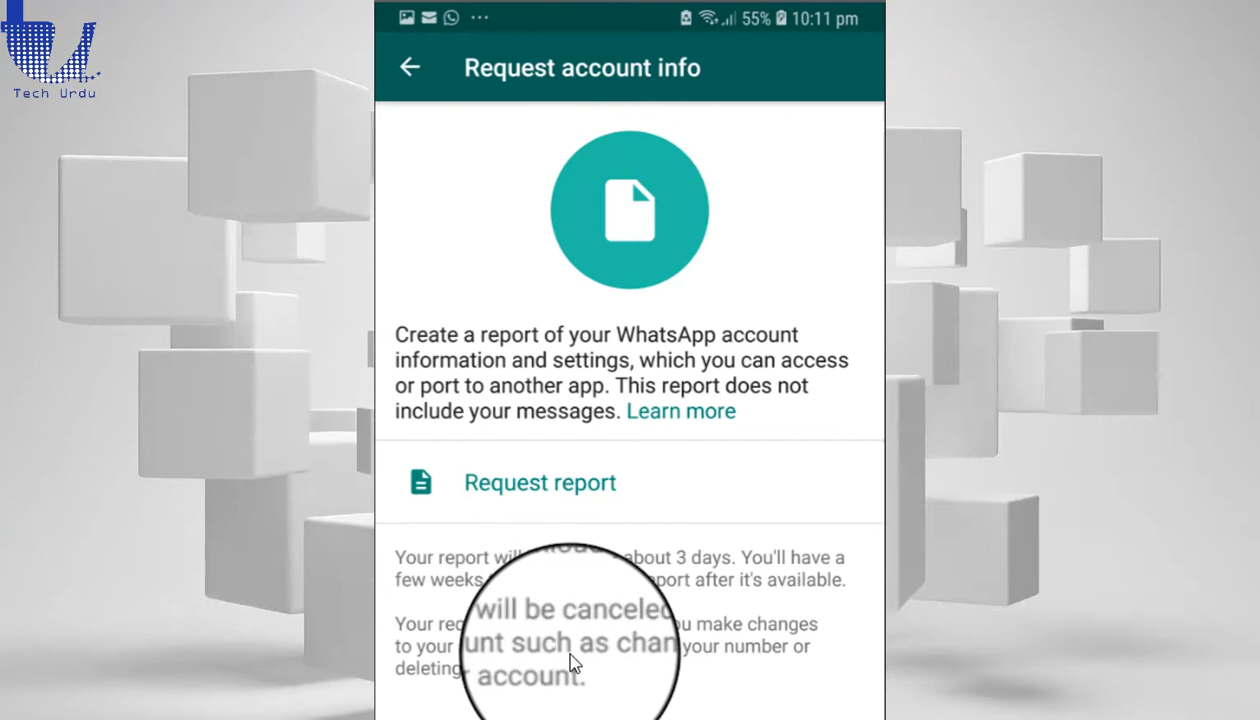 Tech Urdu
55% 10:11 pm
Request account info
Create a report of your WhatsApp account
information and settings, which you can access
or port to another app. This report does not
include your messages. Learn more
Request report
Your report will about 3 days. You'll have a
few weeks port after it's available.
Your req will be canceled u make changes
to your unt such as chan your number or
deleting account.